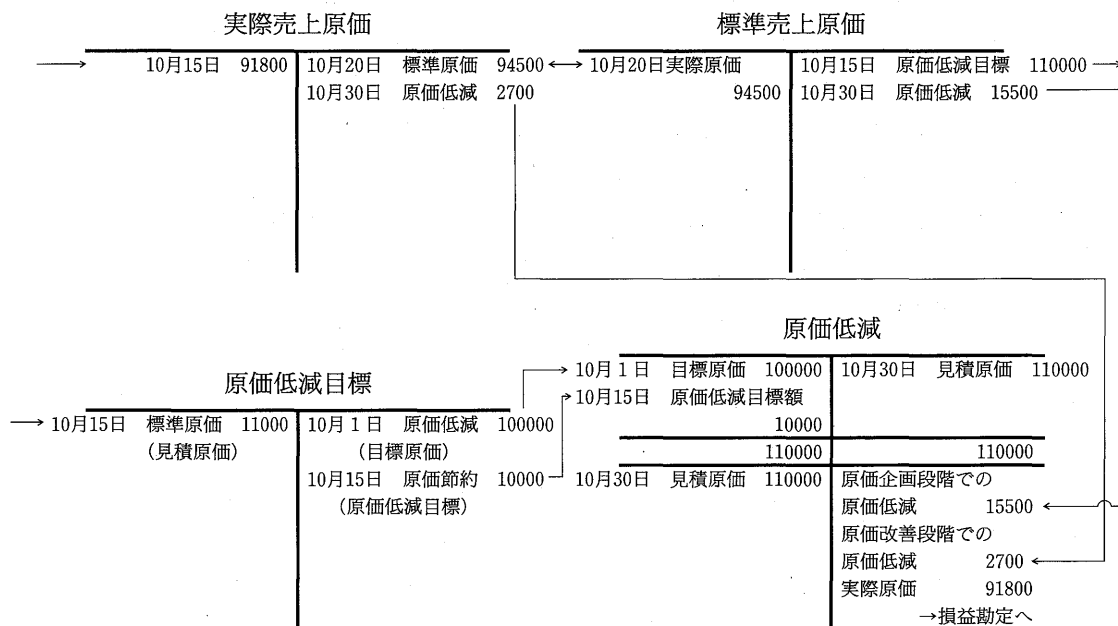 実際売上原価
10月15日 91800
10月20日 標準原価 94500
10月30日 原価低減 2700
標準売上原価
10月20日実際原価
94500
10月15日 原価低減目標 110000
10月30日 原価低減 15500
原価低減目標
10月15日 標準原価 11000
(見積原価)
10月1日 原価低減 100000
(目標原価)
10月15日 原価節約 10000
(原価低減目標)
原価低減
10月1日 目標原価 100000
10月15日 原価低減目標額
10000
110000
10月30日 見積原価 110000
10月30日 見積原価 110000
110000
原価企画段階での
原価低減 15500
原価改善段階での
原価低減 2700
実際原価 91800
→損益勘定へ